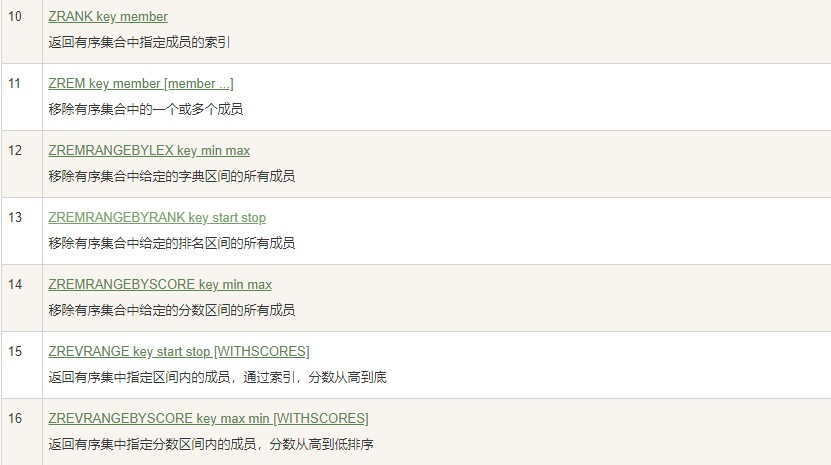 10 ZRANK key member
返回有序集合中指定成员的索引
11 ZREM key member [member ...]
移除有序集合中的一个或多个成员
12 ZREMRANGEBYLEX key min max
移除有序集合中给定的字典区间的所有成员
13 ZREMRANGEBYRANK key start stop
移除有序集合中给定的排名区间的所有成员
14 ZREMRANGEBYSCORE key min max
移除有序集合中给定的分数区间的所有成员
15 ZREVRANGE key start stop [WITHSCORES]
返回有序集中指定区间内的成员，通过索引，分数从高到底
16 ZREVRANGEBYSCORE key max min [WITHSCORES]
返回有序集中指定分数区间内的成员，分数从高到低排序